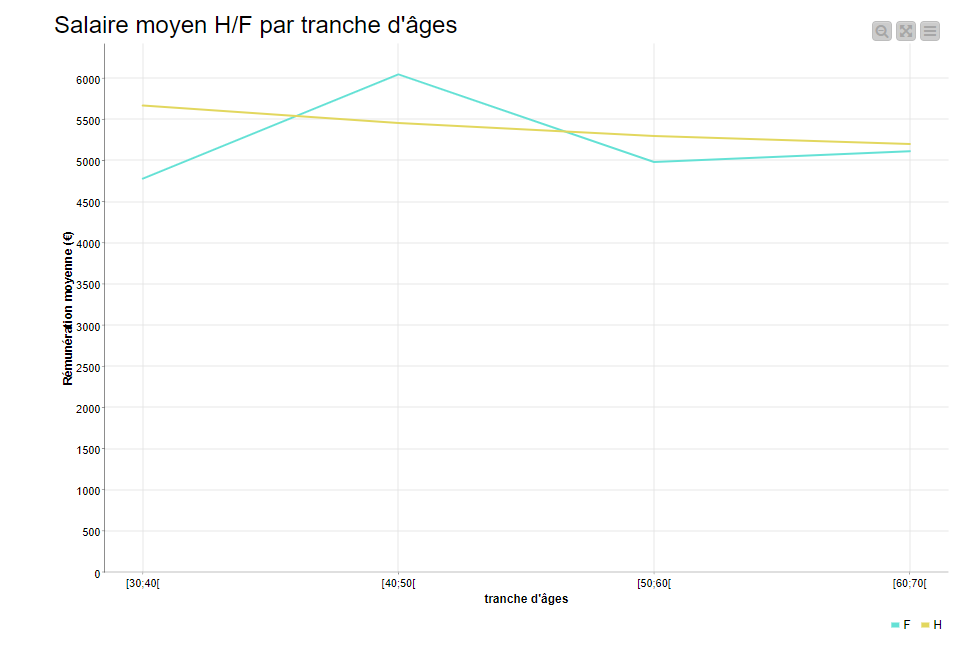 Salaire moyen H/F par tranche d'âges
Rémunération moyenne (€)
6000
5500
5000
4500
4000
3500
3000
2500
2000
1500
1000
500
0
[30;40[ [40;50[ [50;60[ [60;70[
tranche d'âges
F H